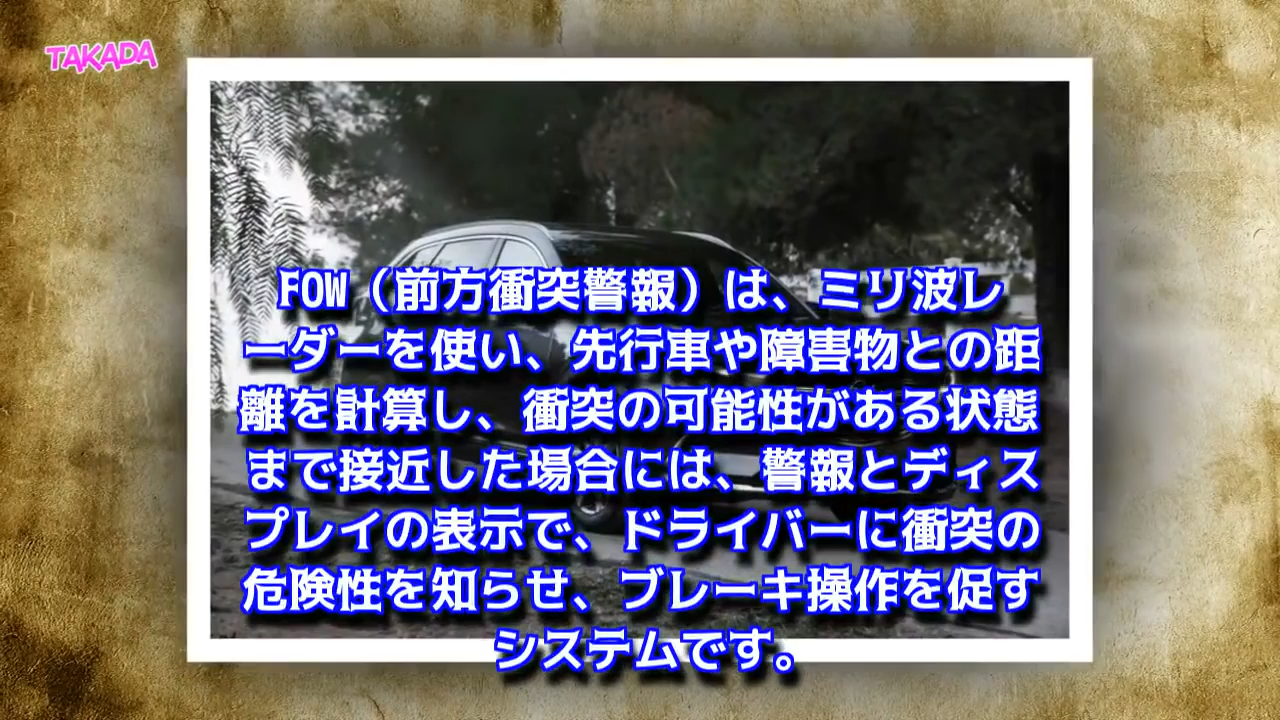 TAKADA
FOW（前方衝突警報）は、ミリ波レ
ーダーを使い、先行車や障害物との距
離を計算し、衝突の可能性がある状態
まで接近した場合には、警報とディス
プレイの表示で、ドライバーに衝突の
危険性を知らせ、ブレーキ操作を促す
システムです。